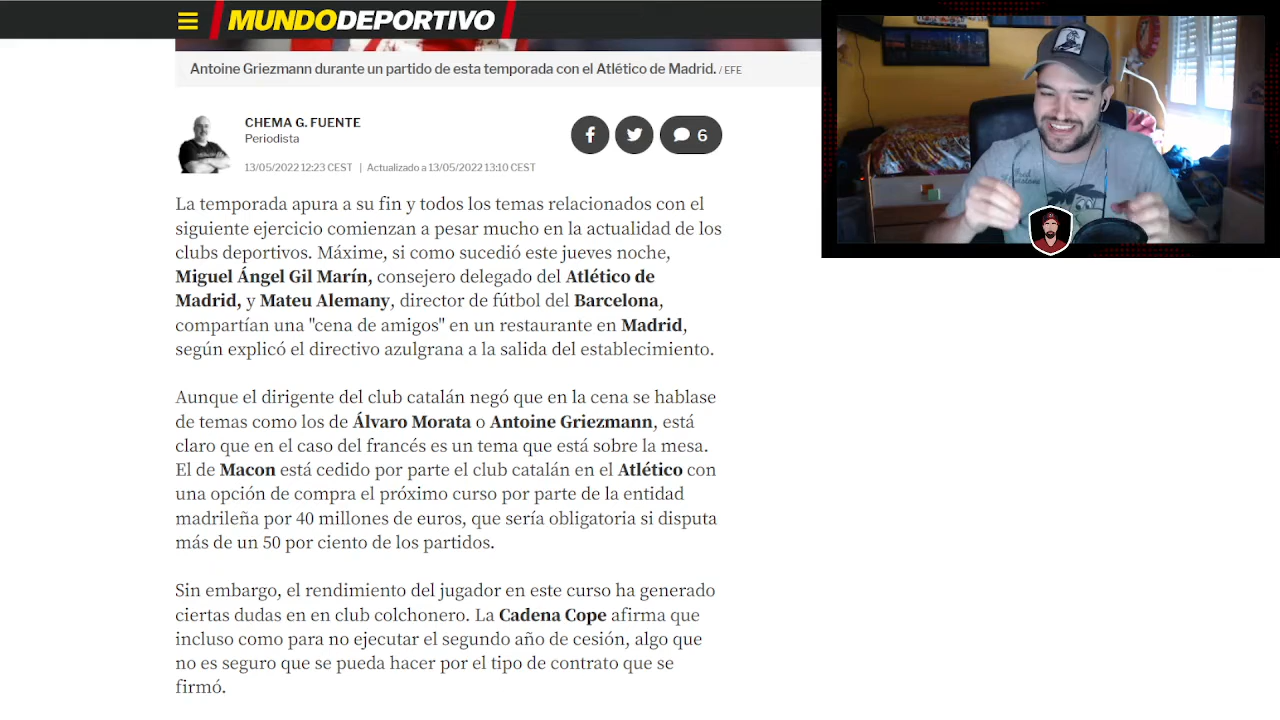 MUNDODEPORTIVO
Antoine Griezmann durante un partido de esta temporada con el Atlético de Madrid. / EFE
CHEMA G. FUENTE
Periodista
6
13/05/2022 12:23 CEST | Actualizado a 13/05/2022 13:10 CEST
La temporada apura a su fin y todos los temas relacionados con el
siguiente ejercicio comienzan a pesar mucho en la actualidad de los
clubs deportivos. Máxime, si como sucedió este jueves noche,
Miguel Ángel Gil Marín, consejero delegado del Atlético de
Madrid, y Mateu Alemany, director de fútbol del Barcelona,
compartían una "cena de amigos" en un restaurante en Madrid,
según explicó el directivo azulgrana a la salida del establecimiento.
Aunque el dirigente del club catalán negó que en la cena se hablase
de temas como los de Álvaro Morata o Antoine Griezmann, está
claro que en el caso del francés es un tema que está sobre la mesa.
El de Macon está cedido por parte el club catalán en el Atlético con
una opción de compra el próximo curso por parte de la entidad
madrileña por 40 millones de euros, que sería obligatoria si disputa
más de un 50 por ciento de los partidos.
Sin embargo, el rendimiento del jugador en este curso ha generado
ciertas dudas en en club colchonero. La Cadena Cope afirma que
incluso como para no ejecutar el segundo año de cesión, algo que
no es seguro que se pueda hacer por el tipo de contrato que se
firmó.